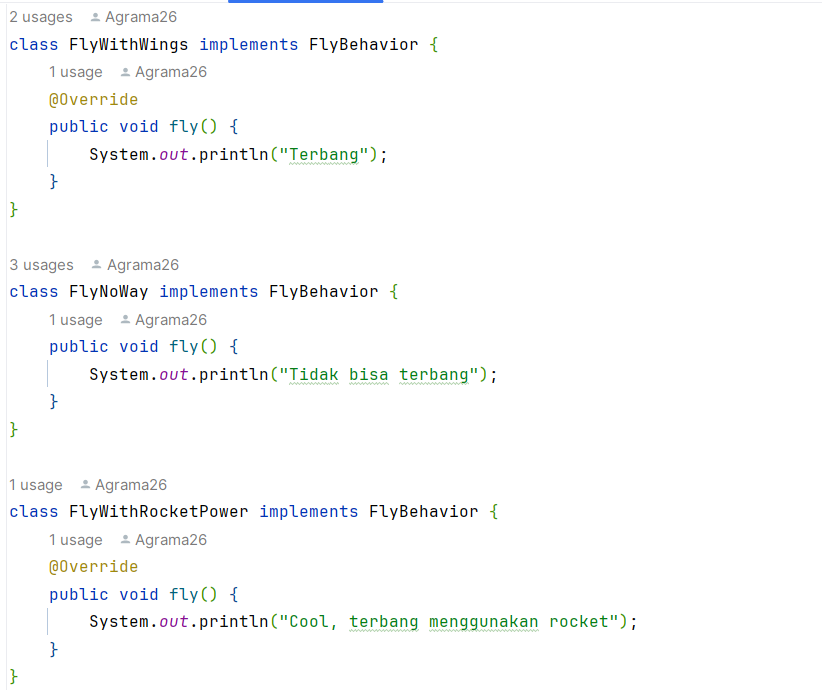 2 usages Agrama26
class FlyWithWings implements FlyBehavior {
1 usage Agrama26
@Override
public void fly() {
System.out.println("Terbang");
}
}
3 usages Agrama26
class FlyNoWay implements FlyBehavior {
1 usage Agrama26
public void fly() {
System.out.println("Tidak bisa terbang");
}
}
1 usage Agrama26
class FlyWithRocketPower implements FlyBehavior {
1 usage Agrama26
@Override
public void fly() {
System.out.println("Cool, terbang menggunakan rocket");
}
}